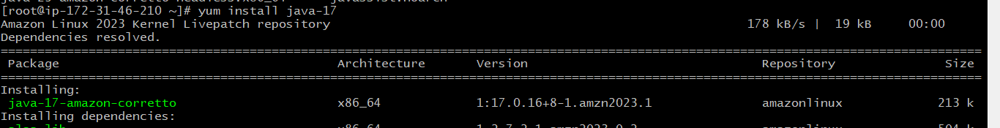 [root@ip-172-31-46-210 ~]# yum install java-17
Amazon Linux 2023 Kernel Livepatch repository 178 kB/s | 19 kB 00:00
Dependencies resolved.
================================================================================
Package Architecture Version Repository Size
================================================================================
Installing:
java-17-amazon-corretto x86_64 1:17.0.16+8-1.amzn2023.1 amazonlinux 213 k
Installing dependencies: